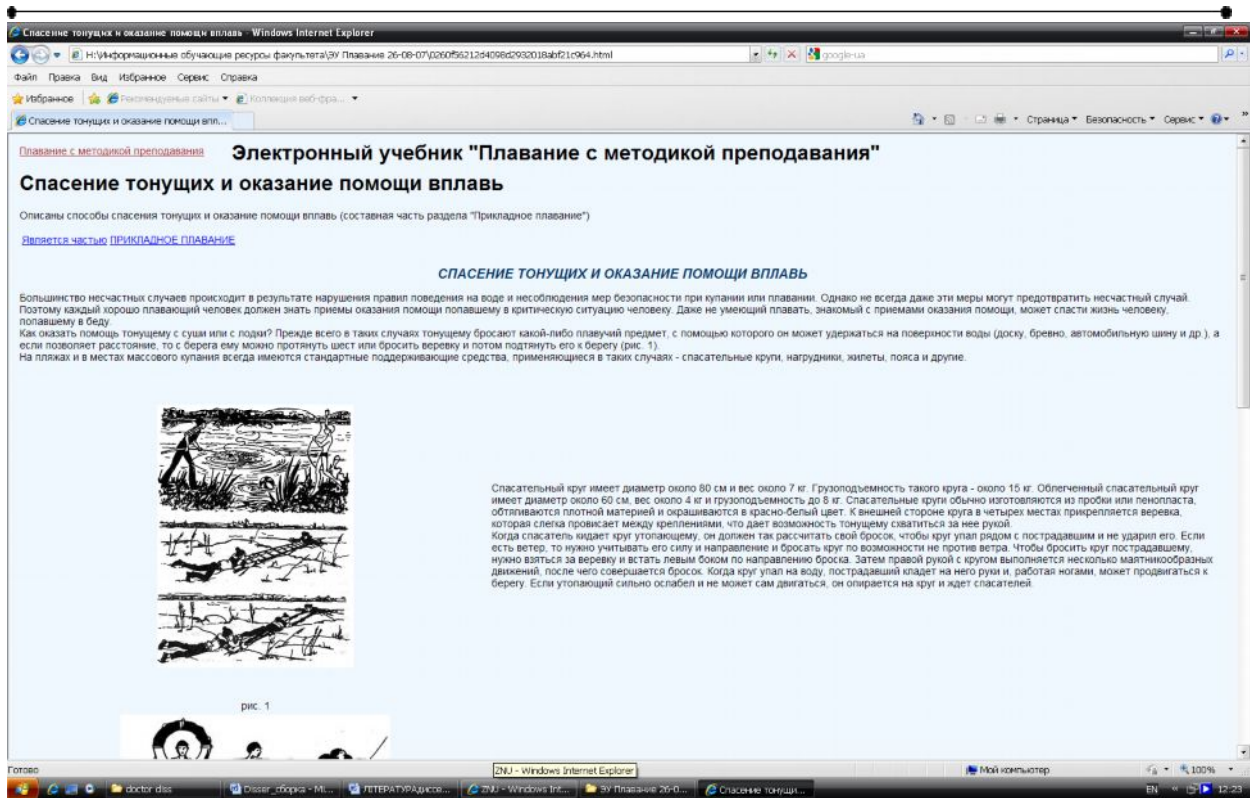 Спасение тонущих и оказание помощи вплавь - Windows Internet Explorer
H:\Информационные обучающие ресурсы факультета\ЭУ Плавание 26-08-07\0260f56212d4098d2932018abf21c964.html
google-ua
Файл Правка Вид Избранное Сервис Справка
Избранное Рекомендуемые сайты Коллекция веб-фра...
Спасение тонущих и оказание помощи впл...
Страница Безопасность Сервис
Плавание с методикой преподавания Электронный учебник "Плавание с методикой преподавания"
Спасение тонущих и оказание помощи вплавь
Описаны способы спасения тонущих и оказание помощи вплавь (составная часть раздела "Прикладное плавание")
Является частью ПРИКЛАДНОЕ ПЛАВАНИЕ
СПАСЕНИЕ ТОНУЩИХ И ОКАЗАНИЕ ПОМОЩИ ВПЛАВЬ
Большинство несчастных случаев происходит в результате нарушения правил поведения на воде и несоблюдения мер безопасности при купании или плавании. Однако не всегда даже эти меры могут предотвратить несчастный случай.
Поэтому каждый хорошо плавающий человек должен знать приемы оказания помощи попавшему в критическую ситуацию человеку. Даже не умеющий плавать, знакомый с приемами оказания помощи, может спасти жизнь человеку,
попавшему в беду.
Как оказать помощь тонущему с суши или с лодки? Прежде всего в таких случаях тонущему бросают какой-либо плавучий предмет, с помощью которого он может удержаться на поверхности воды (доску, бревно, автомобильную шину и др.), а
если позволяет расстояние, то с берега ему можно протянуть шест или бросить веревку и потом подтянуть его к берегу (рис. 1).
На пляжах и в местах массового купания всегда имеются стандартные поддерживающие средства, применяющиеся в таких случаях - спасательные круги, нагрудники, жилеты, пояса и другие.
Спасательный круг имеет диаметр около 80 см и вес около 7 кг. Грузоподъемность такого круга - около 15 кг. Облегченный спасательный круг
имеет диаметр около 60 см, вес около 4 кг и грузоподъемность до 8 кг. Спасательные круги обычно изготовляются из пробки или пенопласта,
обтягиваются плотной материей и окрашиваются в красно-белый цвет. К внешней стороне круга в четырех местах прикрепляется веревка,
которая слегка провисает между креплениями, что дает возможность тонущему схватиться за нее рукой.
Когда спасатель кидает круг утопающему, он должен так рассчитать свой бросок, чтобы круг упал рядом с пострадавшим и не ударил его. Если
есть ветер, то нужно учитывать его силу и направление и бросать круг по возможности не против ветра. Чтобы бросить круг пострадавшему,
нужно взяться за веревку и встать левым боком по направлению броска. Затем правой рукой с кругом выполняется несколько маятникообразных
движений, после чего совершается бросок. Когда круг упал на воду, пострадавший кладет на него руки и, работая ногами, может продвигаться к
берегу. Если утопающий сильно ослабел и не может сам двигаться, он опирается на круг и ждет спасателей.
рис. 1
Готово ZNU - Windows Internet Explorer Мой компьютер 100%
doctor diss Disser_сборка - Mi... ЛІТЕРАТУРАдиссе... ZNU - Windows Int... ЭУ Плавание 26-0... Спасение тонущи... EN 12:23